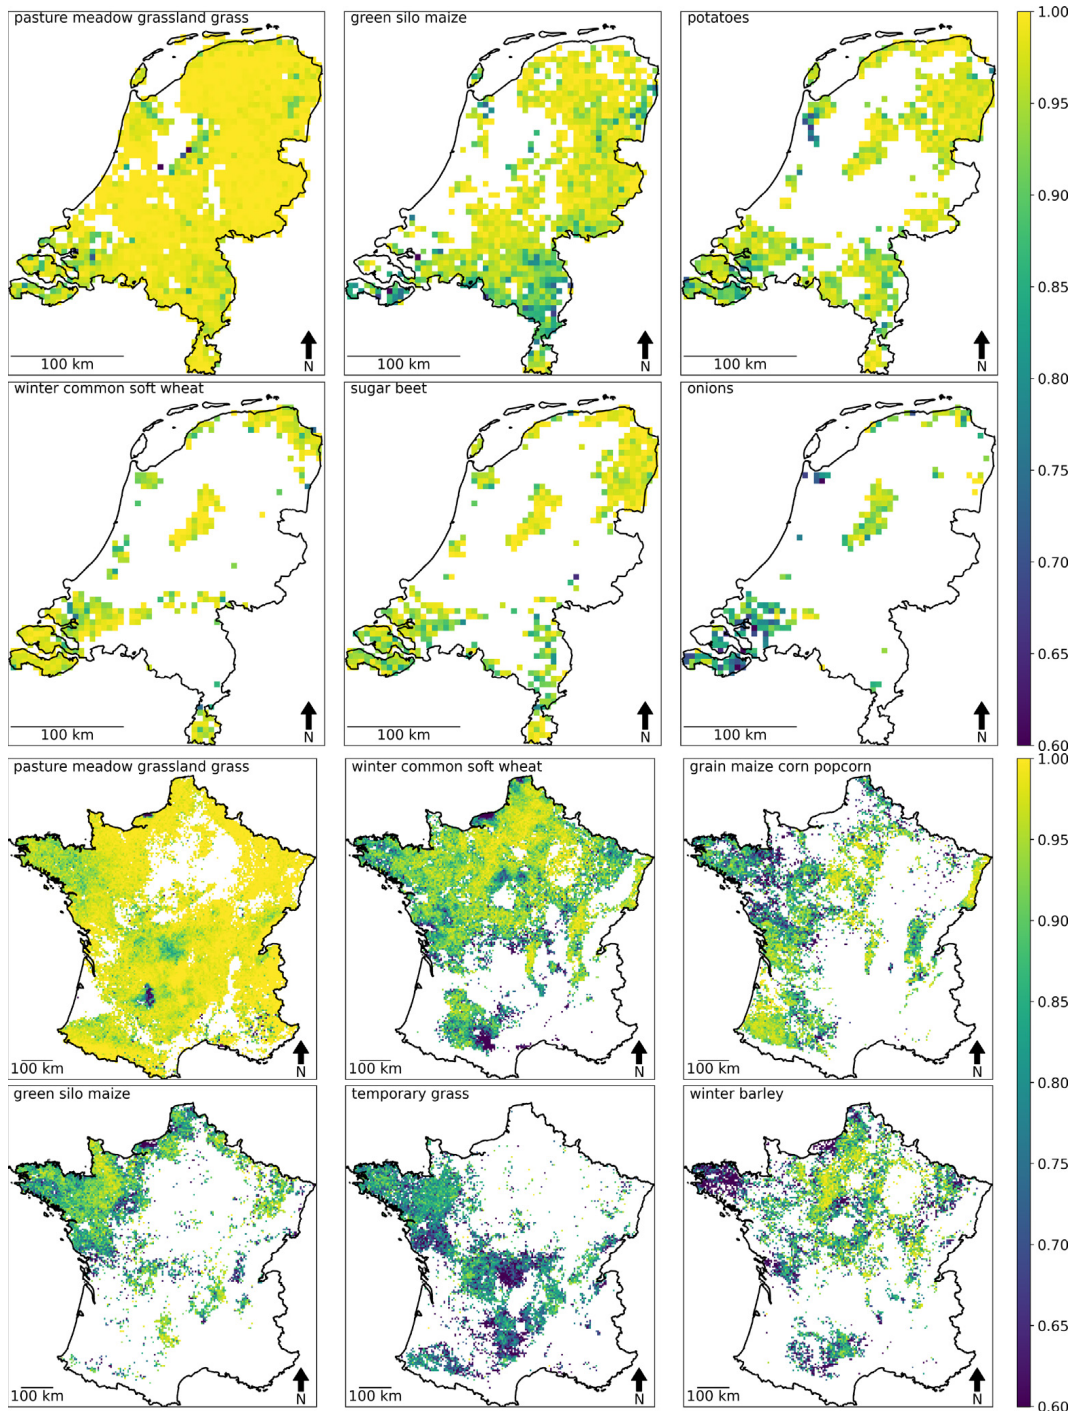 pasture meadow grassland grass
green silo maize
potatoes
100 km
N
100 km
N
100 km
N
winter common soft wheat
sugar beet
onions
100 km
N
100 km
N
100 km
N
1.00
0.95
0.90
0.85
0.80
0.75
0.70
0.65
0.60
pasture meadow grassland grass
winter common soft wheat
grain maize corn popcorn
100 km
N
100 km
N
100 km
N
green silo maize
temporary grass
winter barley
100 km
N
100 km
N
100 km
N
1.00
0.95
0.90
0.85
0.80
0.75
0.70
0.65
0.60